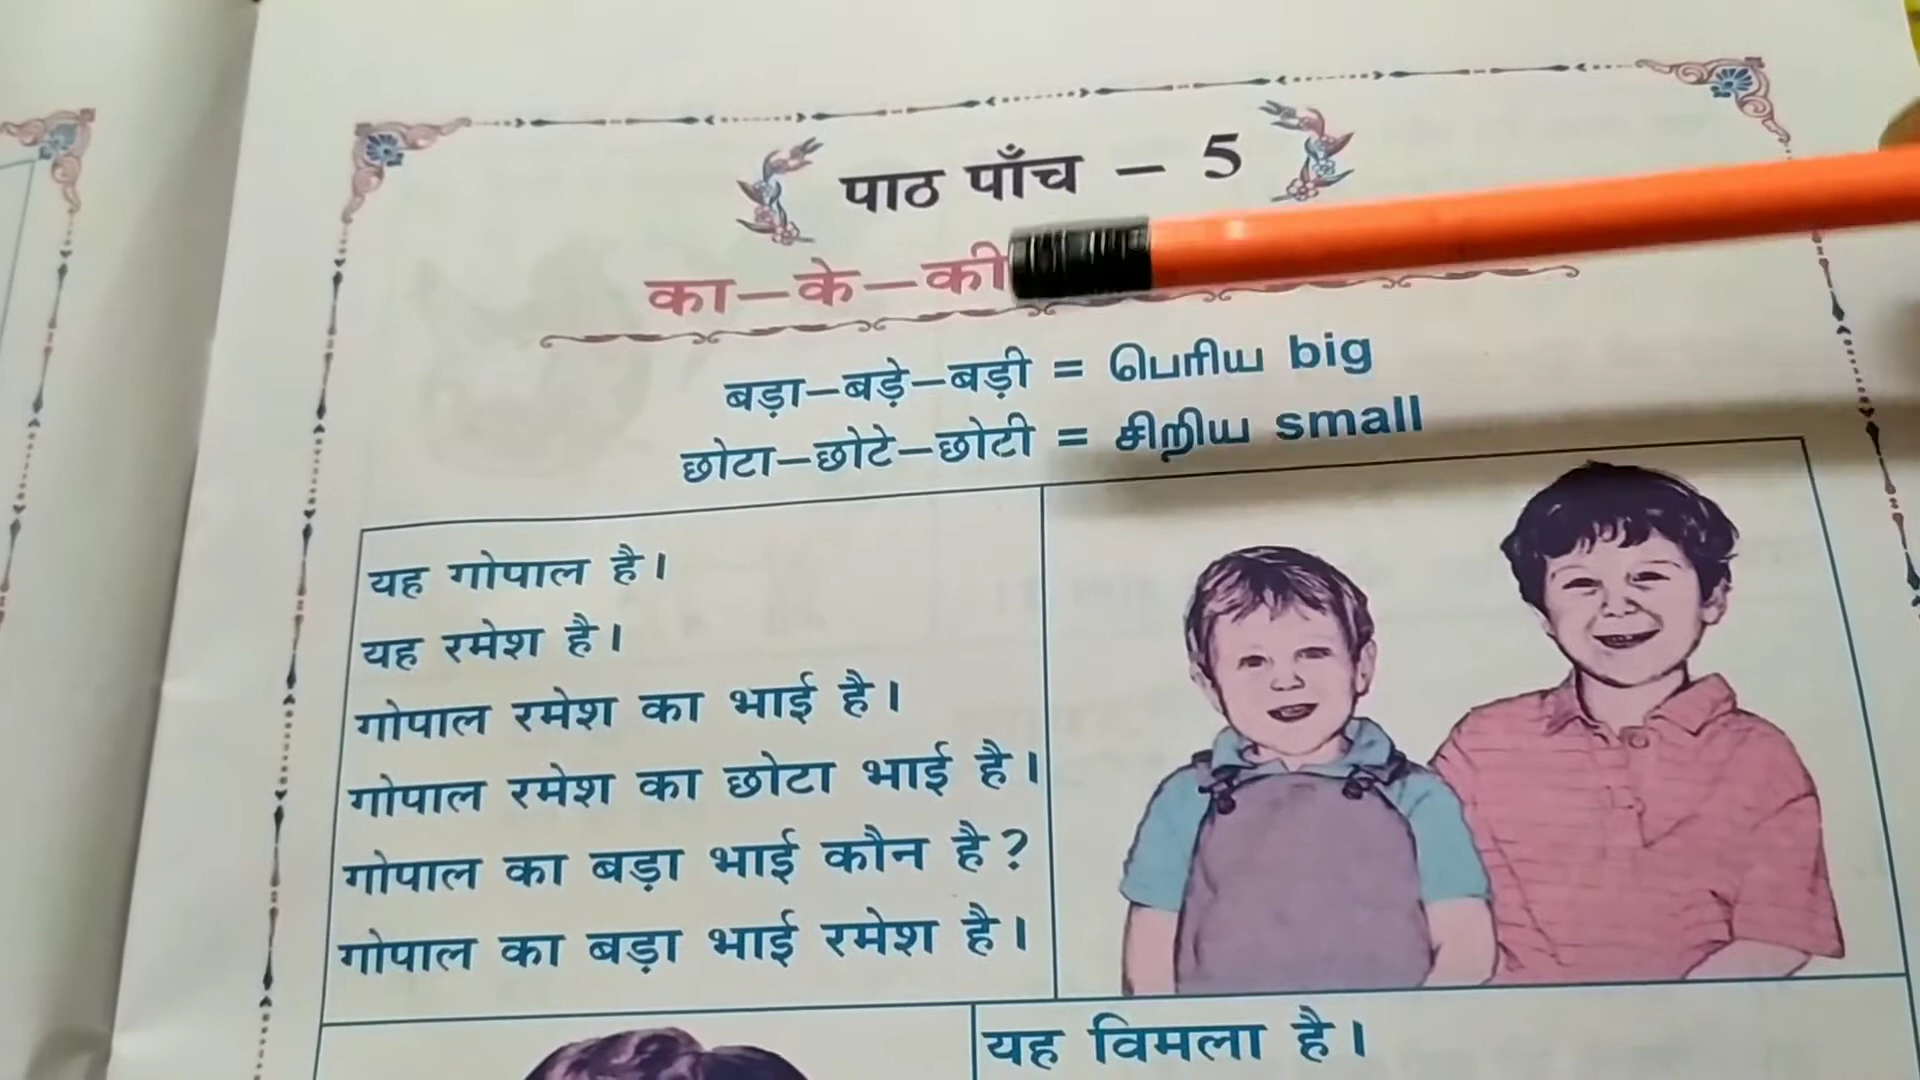 पाठ पाँच – 5
का–के–की
बड़ा–बड़े–बड़ी = பெரிய big
छोटा–छोटे–छोटी = சிறிய small
यह गोपाल है।
यह रमेश है।
गोपाल रमेश का भाई है।
गोपाल रमेश का छोटा भाई है।
गोपाल का बड़ा भाई कौन है?
गोपाल का बड़ा भाई रमेश है।
यह विमला है।